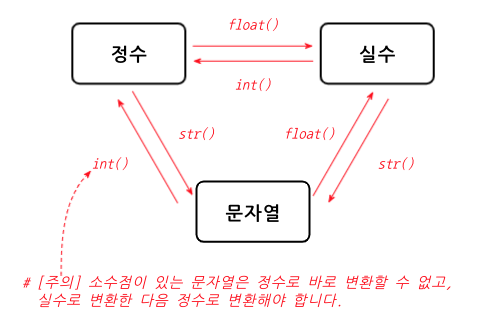 float()
정수
실수
int()
str()
float()
int()
str()
문자열
# [주의] 소수점이 있는 문자열은 정수로 바로 변환할 수 없고,
실수로 변환한 다음 정수로 변환해야 합니다.